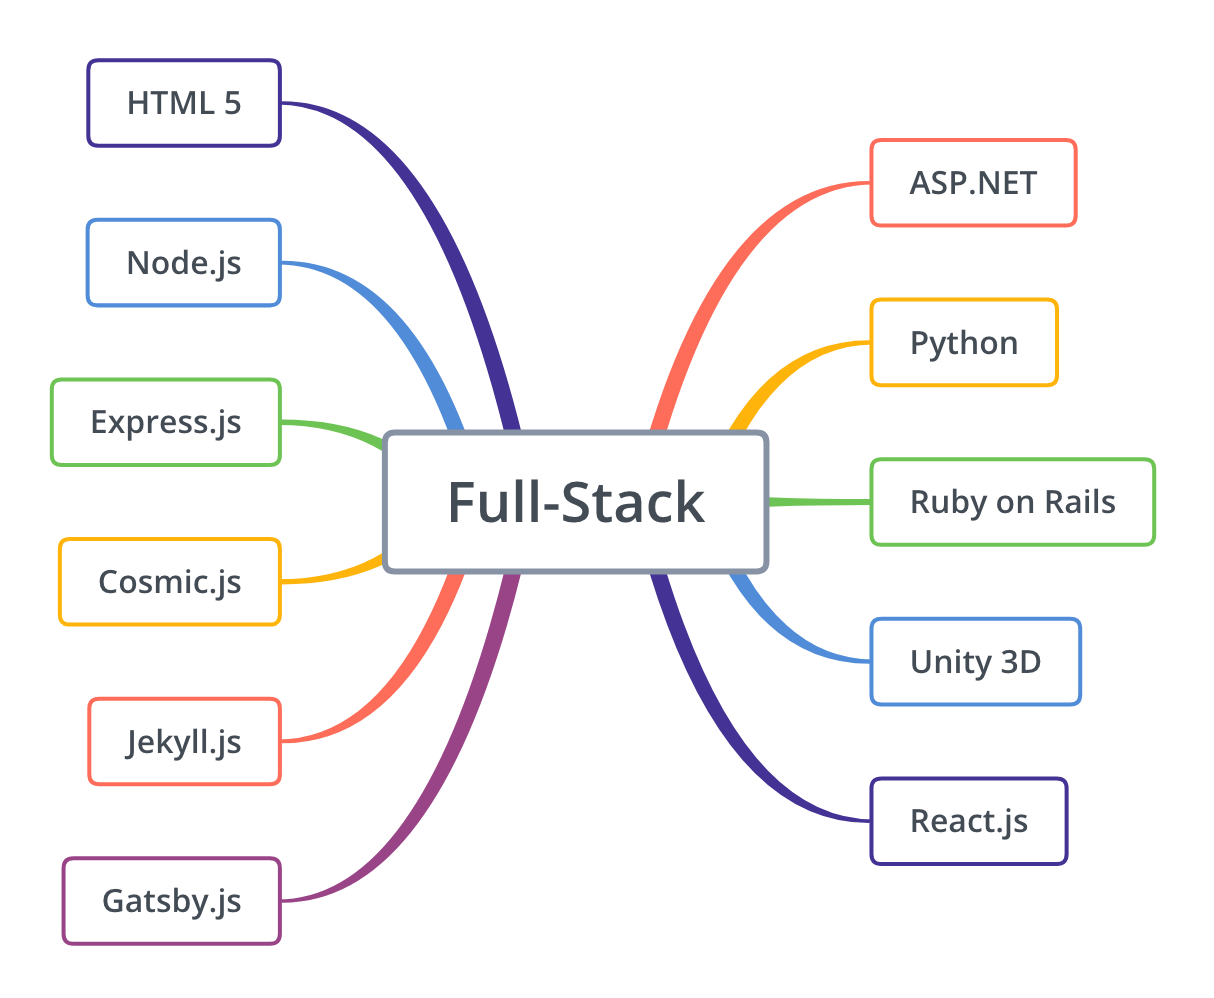 HTML 5
Node.js
Express.js
Cosmic.js
Jekyll.js
Gatsby.js
Full-Stack
ASP.NET
Python
Ruby on Rails
Unity 3D
React.js